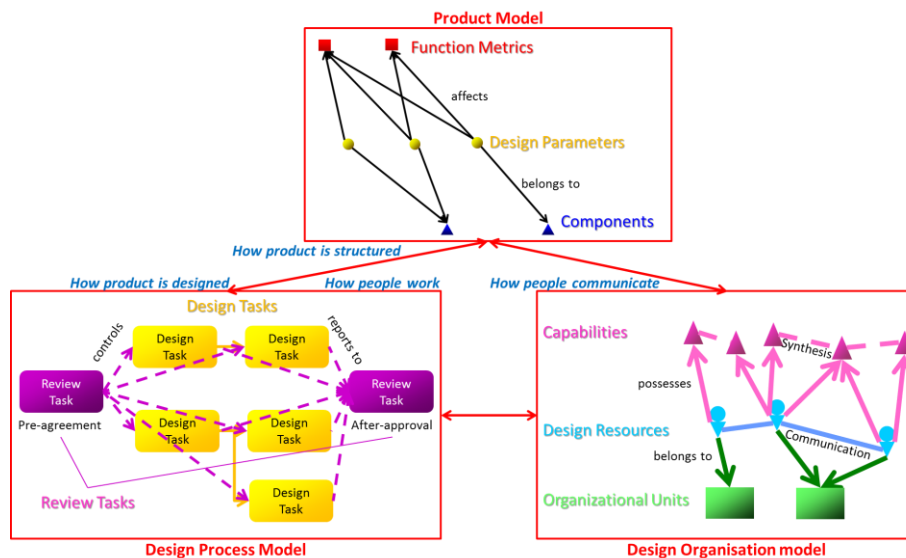 Product Model
Function Metrics
affects
Design Parameters
belongs to
Components
How product is structured
How product is designed
How people work
How people communicate
Design Tasks
controls
reports to
Design
Task
Design
Task
Review
Task
Review
Task
Pre-agreement
After-approval
Design
Task
Design
Task
Design
Task
Review Tasks
Design Process Model
Capabilities
Synthesis
possesses
Design Resources
Communication
belongs to
Organizational Units
Design Organisation model